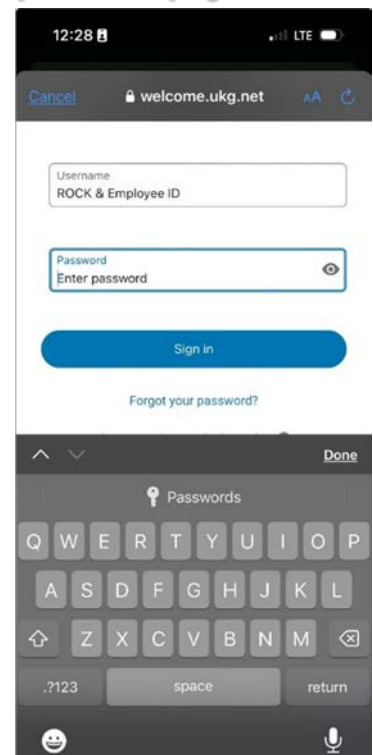 12:28
LTE
Cancel welcome.ukg.net AA
Username
ROCK & Employee ID
Password
Enter password
Sign in
Forgot your password?
Done
Passwords
Q W E R T Y U I O P
A S D F G H J K L
Z X C V B N M
.?123 space return